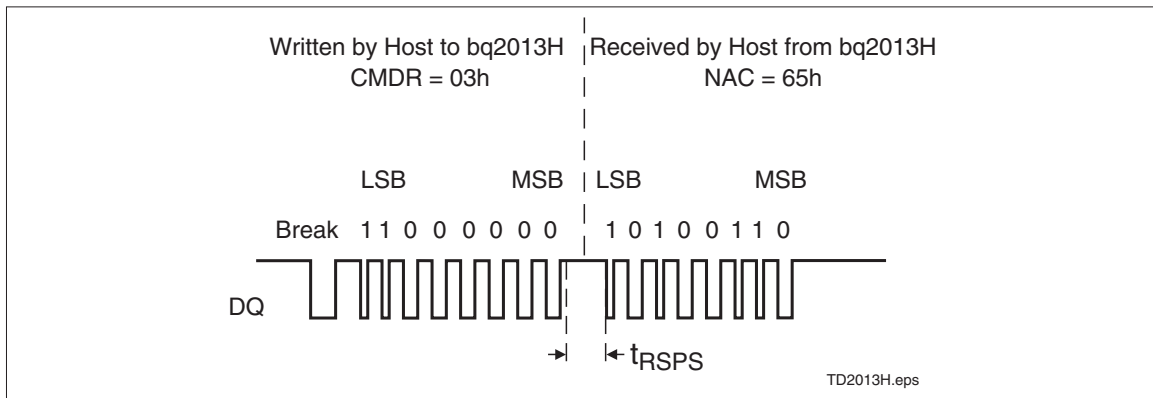 Written by Host to bq2013H
CMDR = 03h
Received by Host from bq2013H
NAC = 65h
LSB MSB LSB MSB
Break 1 1 0 0 0 0 0 0 1 0 1 0 0 1 1 0
DQ
tRSPS
TD2013H.eps